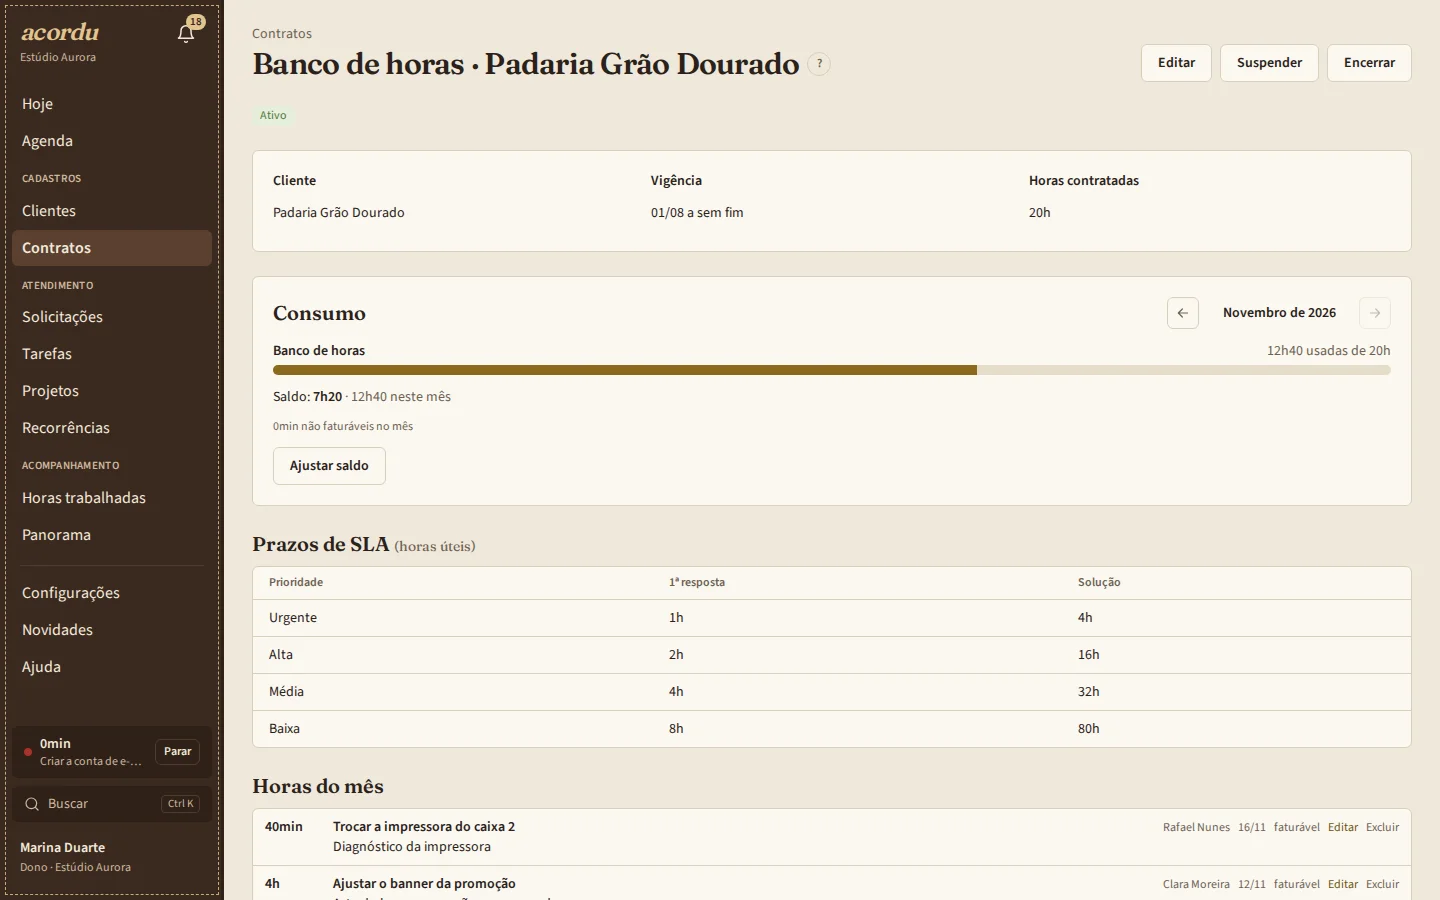 acordu
18
Estúdio Aurora
Hoje
Agenda
CADASTROS
Clientes
Contratos
ATENDIMENTO
Solicitações
Tarefas
Projetos
Recorrências
ACOMPANHAMENTO
Horas trabalhadas
Panorama
Configurações
Novidades
Ajuda
0min
Criar a conta de e-…
Parar
Buscar
Ctrl K
Marina Duarte
Dono · Estúdio Aurora
Contratos
Banco de horas · Padaria Grão Dourado
?
Editar
Suspender
Encerrar
Ativo
Cliente
Vigência
Horas contratadas
Padaria Grão Dourado
01/08 a sem fim
20h
Consumo
Novembro de 2026
Banco de horas
12h40 usadas de 20h
Saldo: 7h20 · 12h40 neste mês
0min não faturáveis no mês
Ajustar saldo
Prazos de SLA (horas úteis)
Prioridade
1ª resposta
Solução
Urgente
1h
4h
Alta
2h
16h
Média
4h
32h
Baixa
8h
80h
Horas do mês
40min
Trocar a impressora do caixa 2
Rafael Nunes 16/11 faturável Editar Excluir
Diagnóstico da impressora
4h
Ajustar o banner da promoção
Clara Moreira 12/11 faturável Editar Excluir